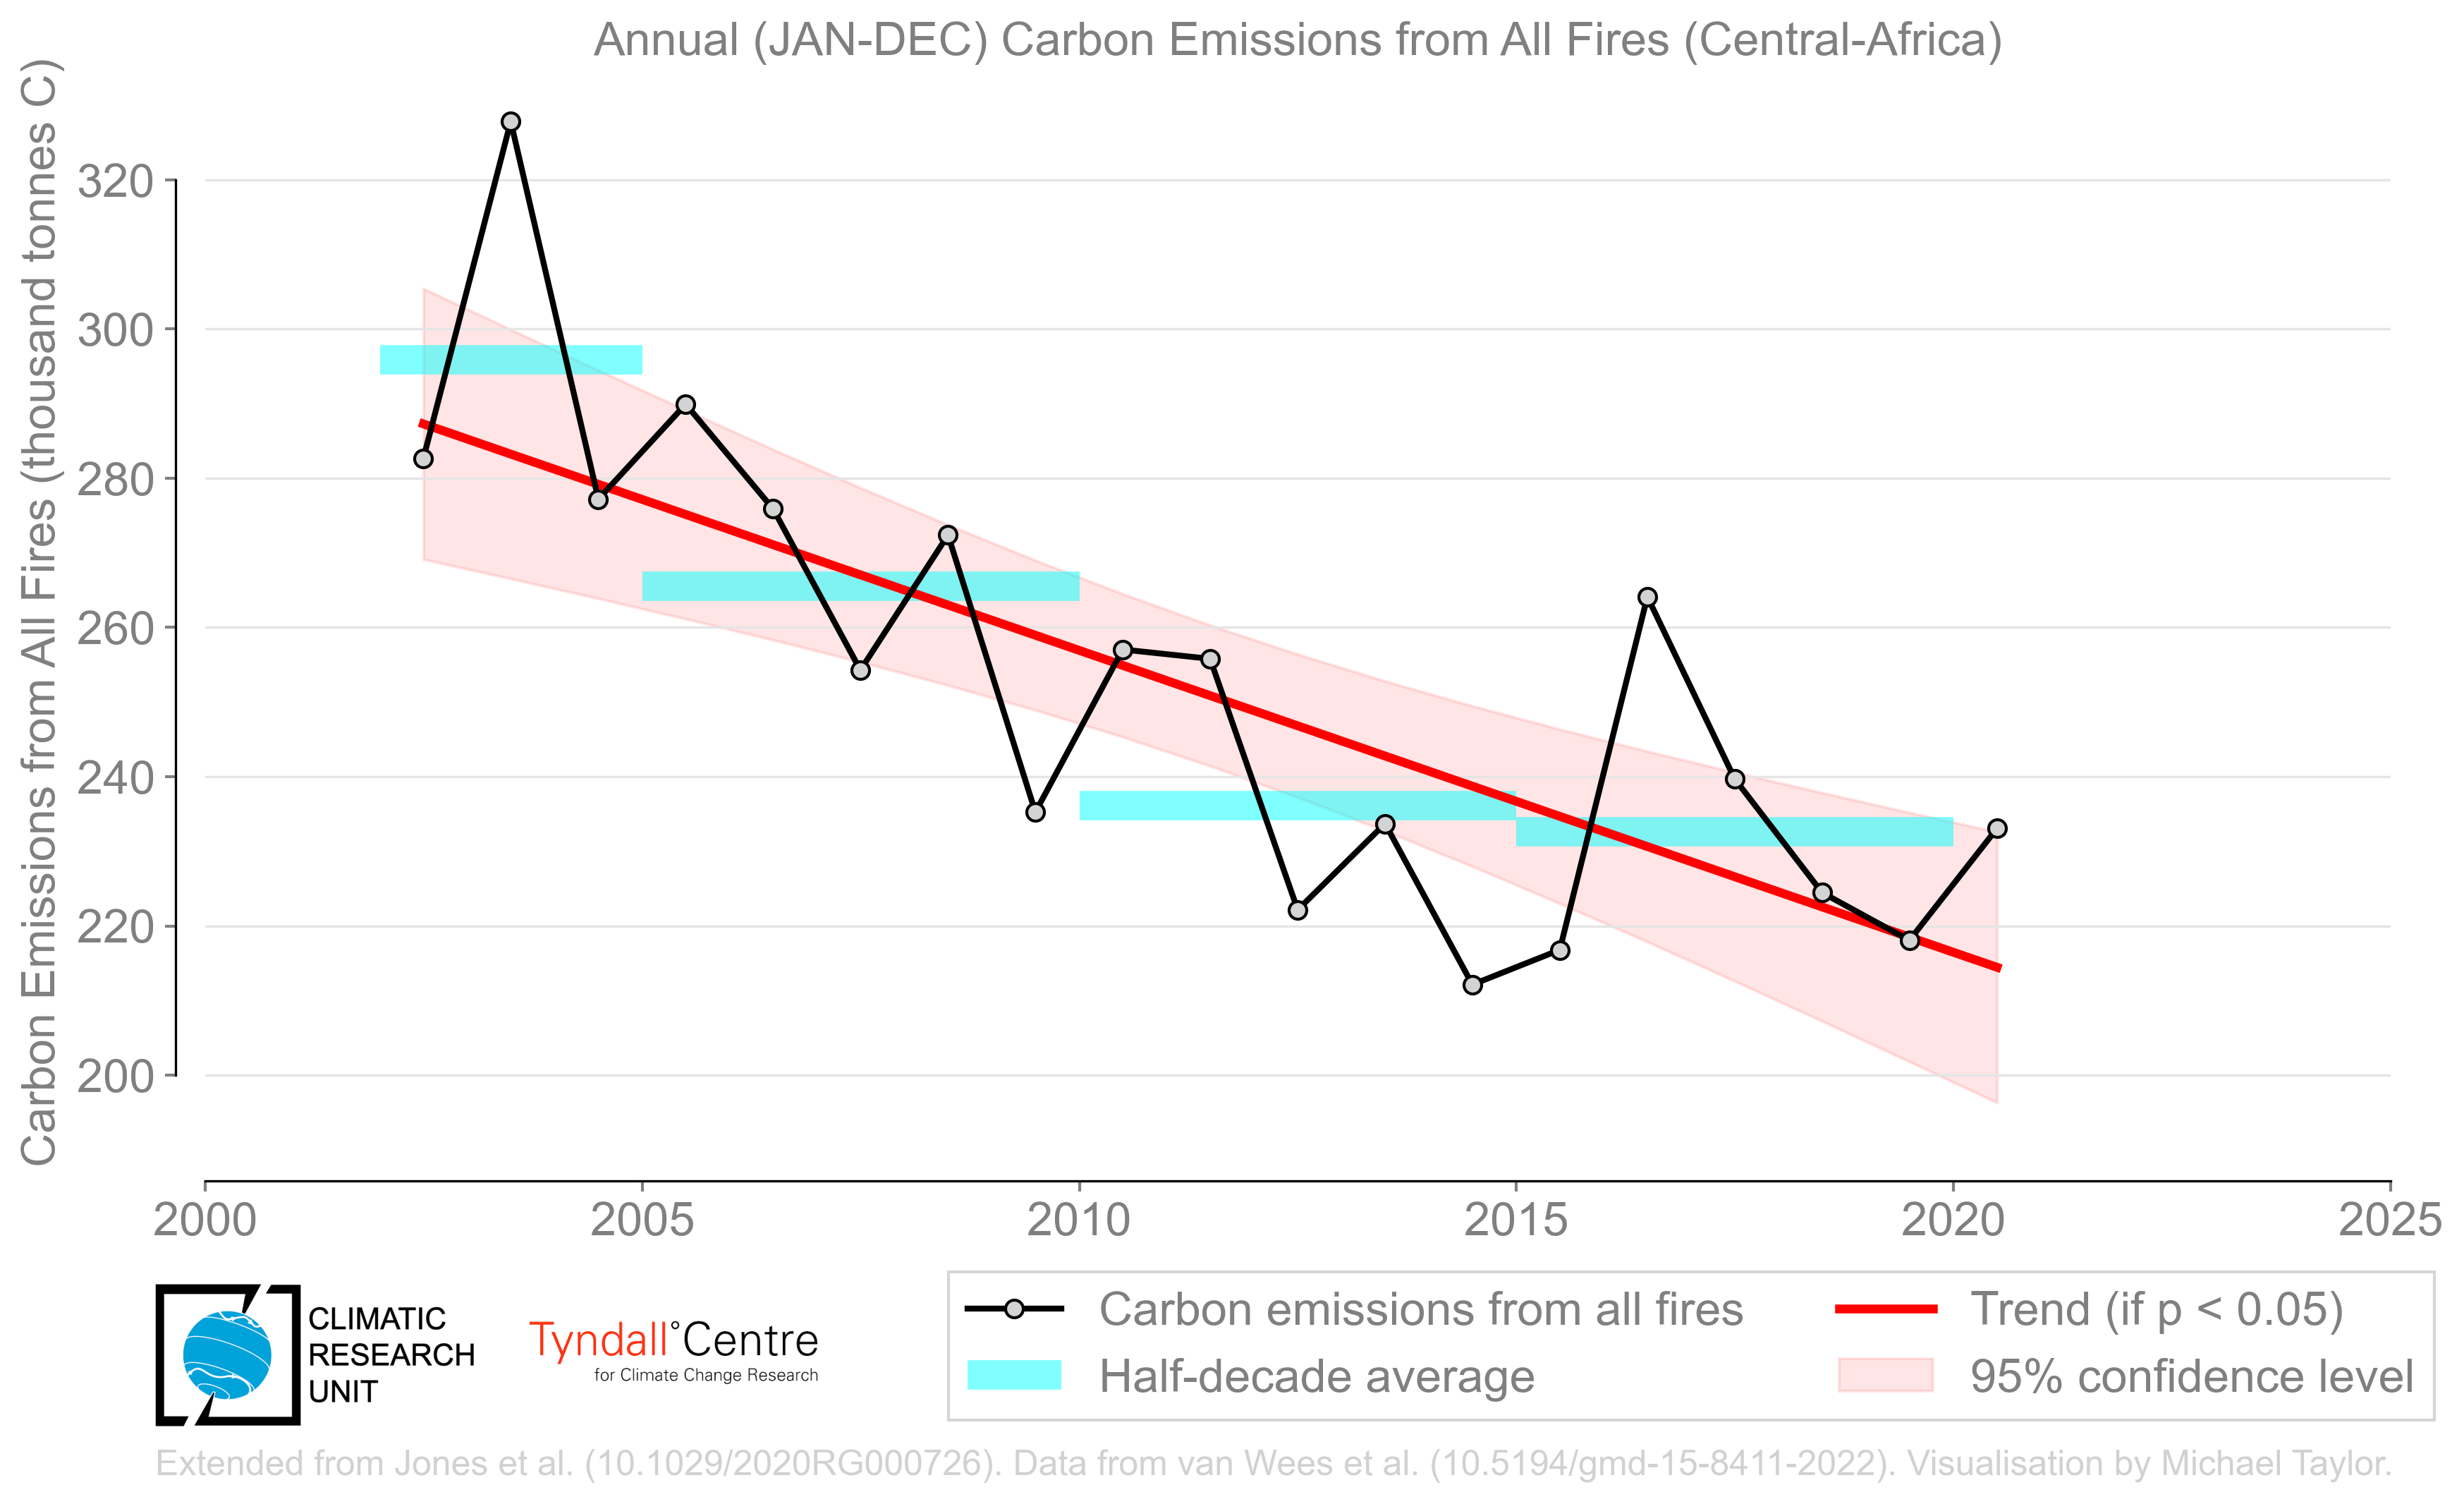 Annual (JAN-DEC) Carbon Emissions from All Fires (Central-Africa)
Carbon Emissions from All Fires (thousand tonnes C)
320
300
280
260
240
220
200
2000 2005 2010 2015 2020 2025
CLIMATIC
RESEARCH
UNIT
Tyndall°Centre
for Climate Change Research
Carbon emissions from all fires
Trend (if p < 0.05)
Half-decade average
95% confidence level
Extended from Jones et al. (10.1029/2020RG000726). Data from van Wees et al. (10.5194/gmd-15-8411-2022). Visualisation by Michael Taylor.